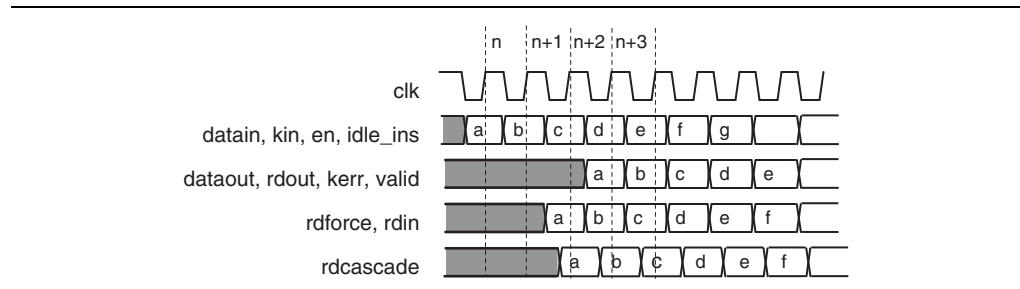 n n+1 n+2 n+3
clk
datain, kin, en, idle_ins a b c d e f g
dataout, rdout, kerr, valid a b c d e
rdforce, rdin a b c d e f
rdcascade a b c d e f